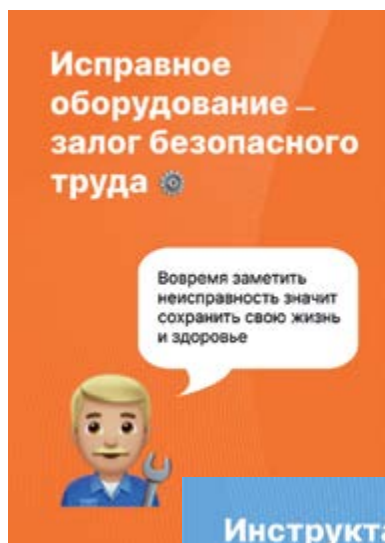 Исправное
оборудование –
залог безопасного
труда
Вовремя заметить
неисправность значит
сохранить свою жизнь
и здоровье